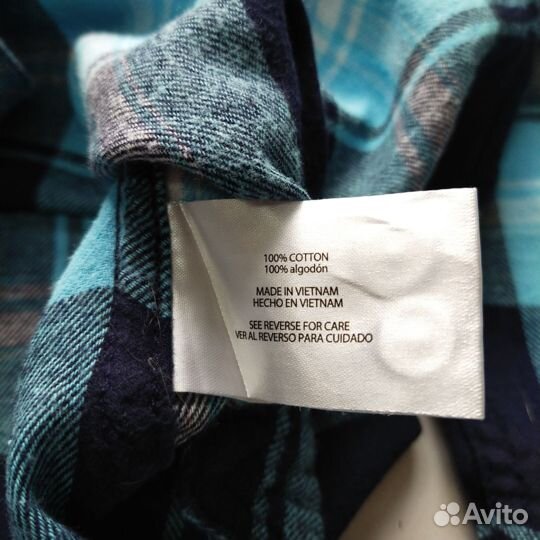 100% COTTON
100% algodón
MADE IN VIETNAM
HECHO EN VIETNAM
SEE REVERSE FOR CARE
VER AL REVERSO PARA CUIDADO
Avito